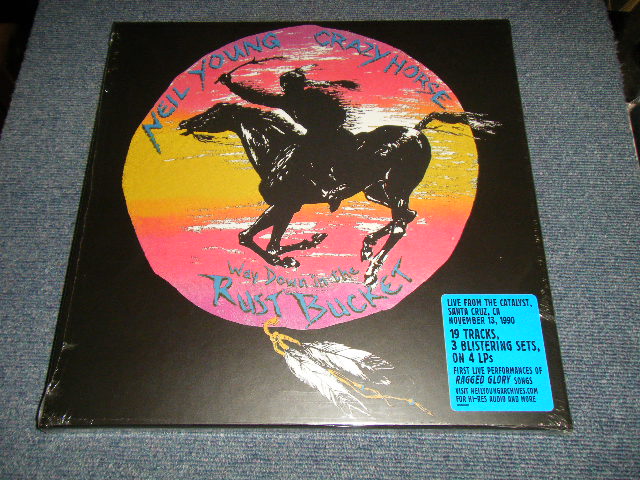 NEIL YOUNG CRAZY HORSE
Way Down in the
RUST BUCKET
LIVE FROM THE CATALYST,
SANTA CRUZ, CA
NOVEMBER 13, 1990
19 TRACKS,
3 BLISTERING SETS,
ON 4 LPs
FIRST LIVE PERFORMANCES OF
RAGGED GLORY SONGS
VISIT NEILYOUNGARCHIVES.COM
FOR HI-RES AUDIO AND MORE